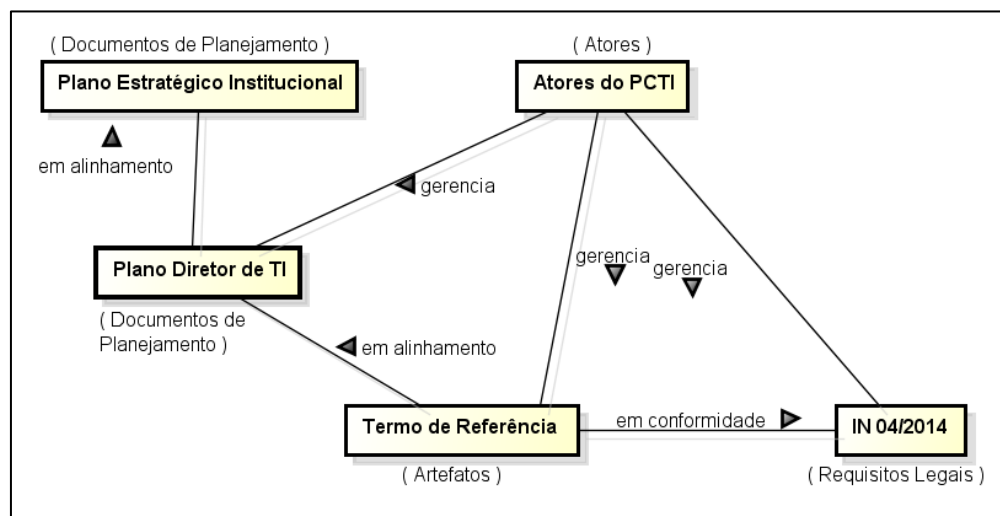 ( Documentos de Planejamento )
Plano Estratégico Institucional
( Atores )
Atores do PCTI
em alinhamento
gerencia
gerencia
gerencia
Plano Diretor de TI
( Documentos de
Planejamento )
em alinhamento
Termo de Referência
( Artefatos )
em conformidade
IN 04/2014
( Requisitos Legais )